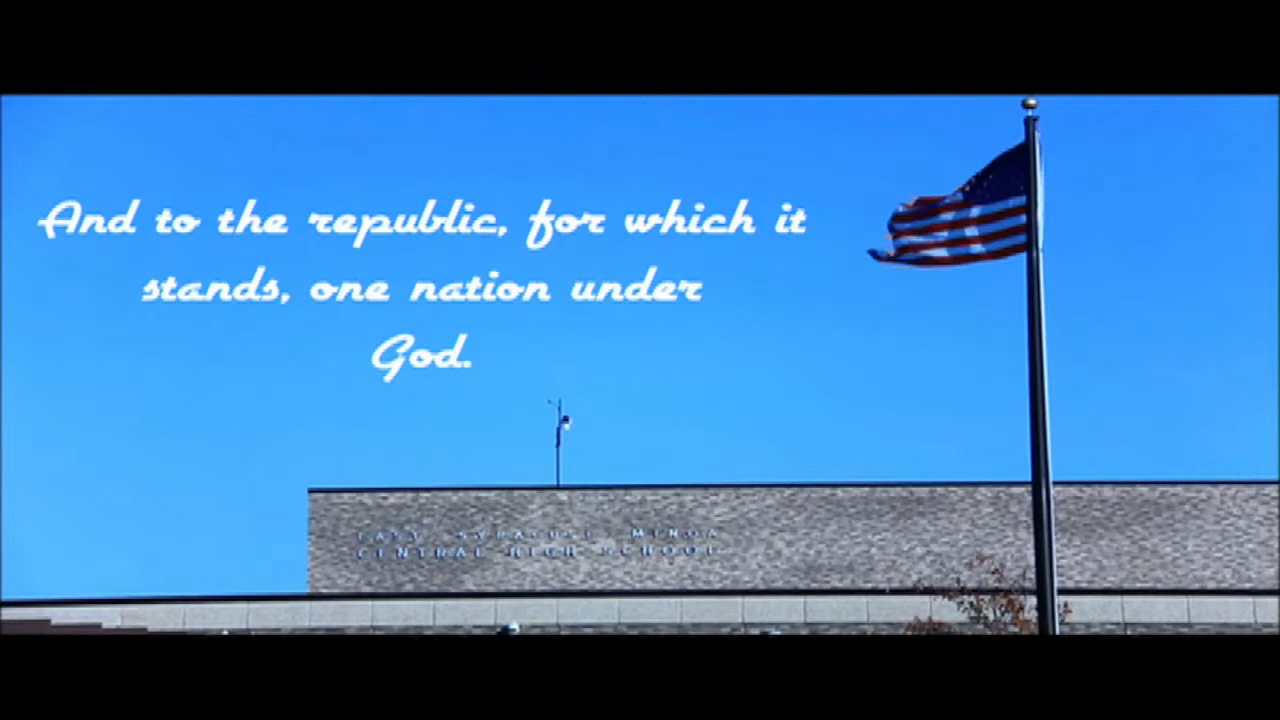 And to the republic, for which it
stands, one nation under
God.
EAST SYRACUSE MINOA
CENTRAL HIGH SCHOOL